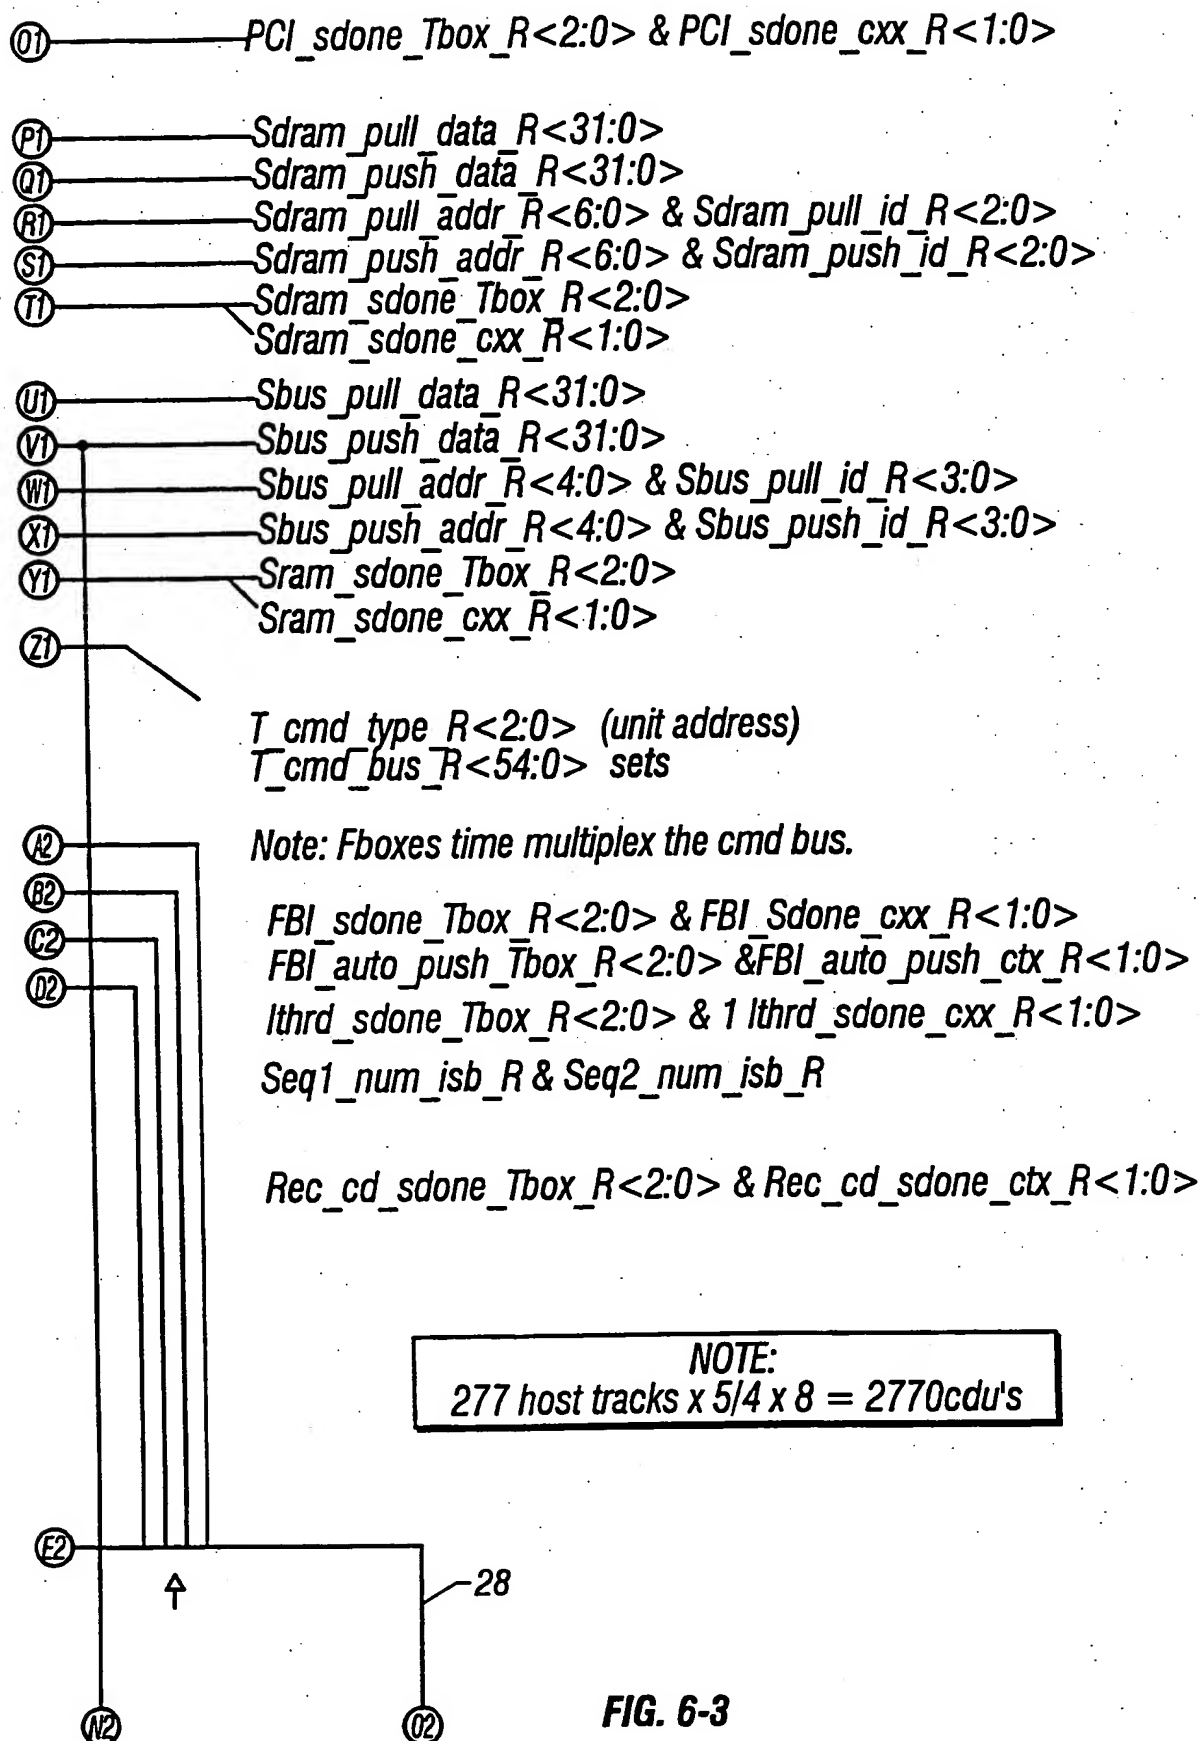 O1 PCI_sdone_Tbox_R<2:0> & PCI_sdone_cxx_R<1:0>
P1 Sdram_pull_data_R<31:0>
Q1 Sdram_push_data_R<31:0>
R1 Sdram_pull_addr_R<6:0> & Sdram_pull_id_R<2:0>
S1 Sdram_push_addr_R<6:0> & Sdram_push_id_R<2:0>
T1 Sdram_sdone_Tbox_R<2:0>
Sdram_sdone_cxx_R<1:0>
U1 Sbus_pull_data_R<31:0>
V1 Sbus_push_data_R<31:0>
W1 Sbus_pull_addr_R<4:0> & Sbus_pull_id_R<3:0>
X1 Sbus_push_addr_R<4:0> & Sbus_push_id_R<3:0>
Y1 Sram_sdone_Tbox_R<2:0>
Sram_sdone_cxx_R<1:0>
Z1
T_cmd_type_R<2:0> (unit address)
T_cmd_bus_R<54:0> sets
A2 Note: Fboxes time multiplex the cmd bus.
B2
FBI_sdone_Tbox_R<2:0> & FBI_Sdone_cxx_R<1:0>
C2
FBI_auto_push_Tbox_R<2:0> &FBI_auto_push_ctx_R<1:0>
D2
Ithrd_sdone_Tbox_R<2:0> & 1 Ithrd_sdone_cxx_R<1:0>
Seq1_num_isb_R & Seq2_num_isb_R
Rec_cd_sdone_Tbox_R<2:0> & Rec_cd_sdone_ctx_R<1:0>
NOTE:
277 host tracks x 5/4 x 8 = 2770cdu's
E2
28
N2
O2
FIG. 6-3